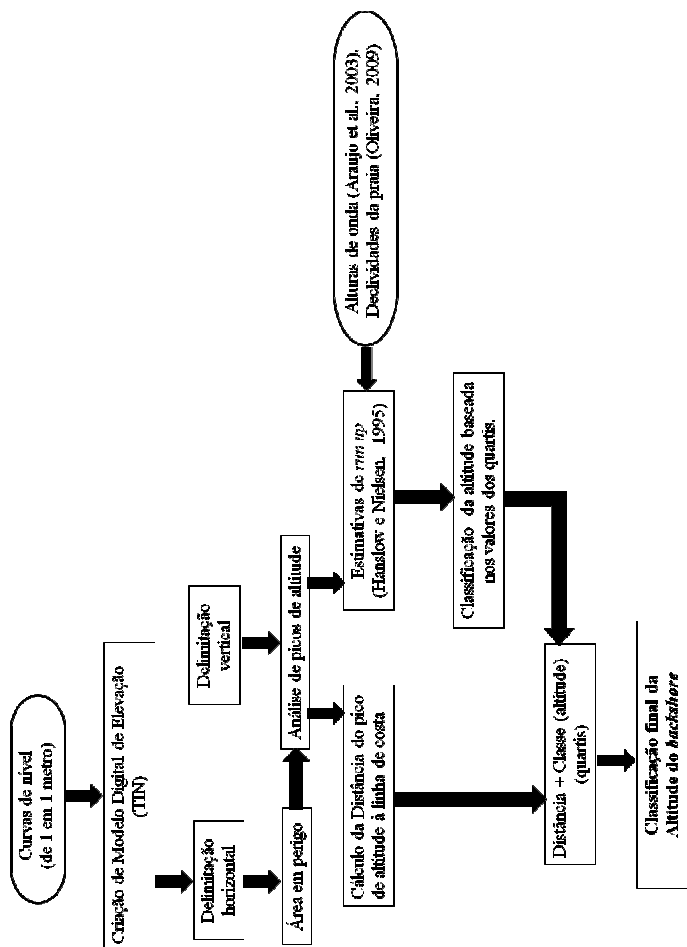 Curvas de nível
(de 1 em 1 metro)
Criação de Modelo Digital de Elevação
(TIN)
Delimitação
horizontal
Delimitação
vertical
Área em perigo
Análise de picos de altitude
Cálculo da Distância do pico
de altitude à linha de costa
Estimativas de run up
(Hanslow e Nielsen, 1995)
Alturas de onda (Araujo et al., 2003).
Declividades da praia (Oliveira, 2009)
Classificação da altitude baseada
nos valores dos quartis.
Distância + Classe (altitude)
(quartis)
Classificação final da
Altitude do backshore